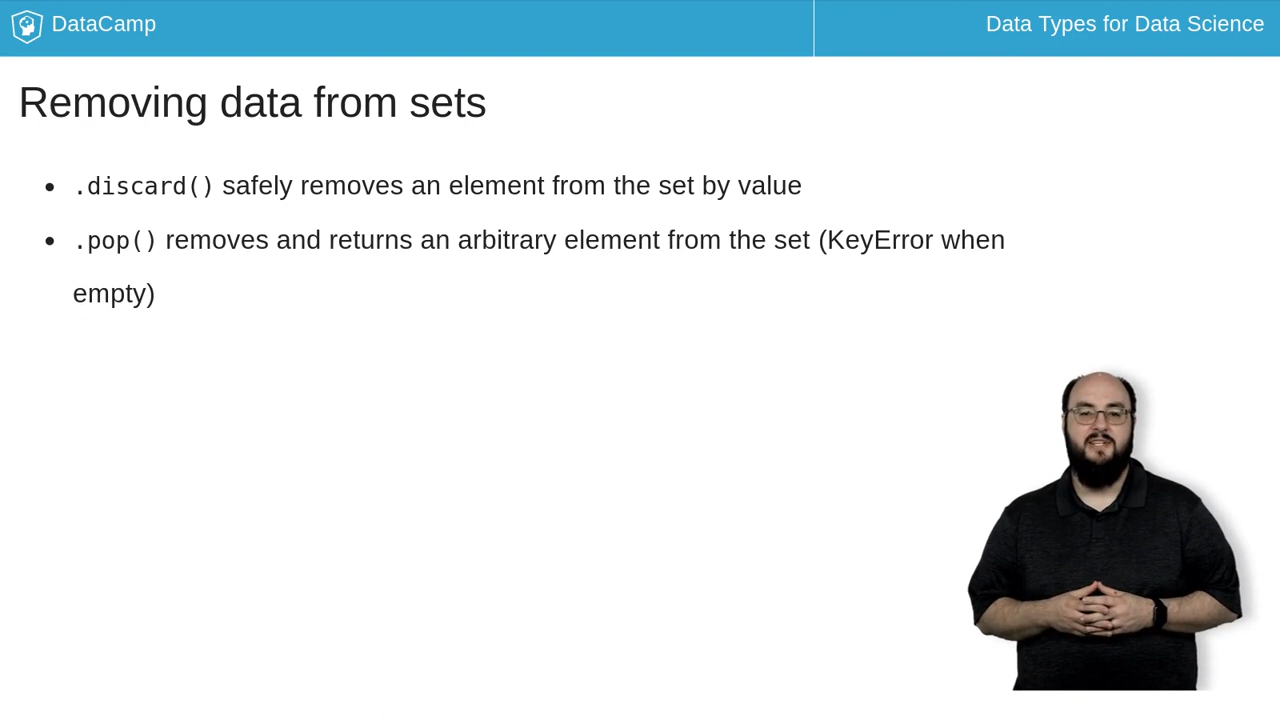 DataCamp
Data Types for Data Science
Removing data from sets
.discard() safely removes an element from the set by value
.pop() removes and returns an arbitrary element from the set (KeyError when
empty)